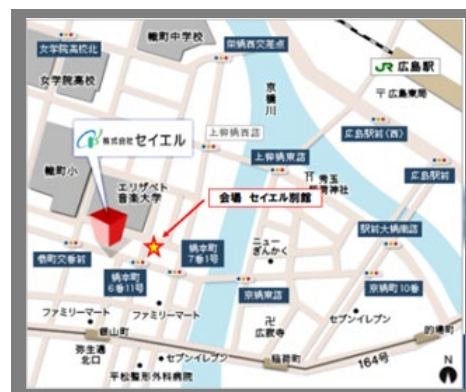 幟町中学校
栄橋西交差点
女学院高校北
JR 広島駅
女学院高校
京橋川
〒広島東局
株式会社セイエル
上柳橋西詰
広島駅前(西)
上柳橋東詰
広島駅前
幟町小
エリザベト
音楽大学
会場 セイエル別館
駅前大橋南詰
ニュー
ぎんかく
橋本町
7番1号
幟町交番前
橋本町
6番11号
京橋東詰
京橋町10番
ファミリーマート
ファミリーマート
セブンイレブン
広寂寺
銀山町
的場町
弥生通
北口
セブンイレブン
稲荷町
164号
平松整形外科病院
N